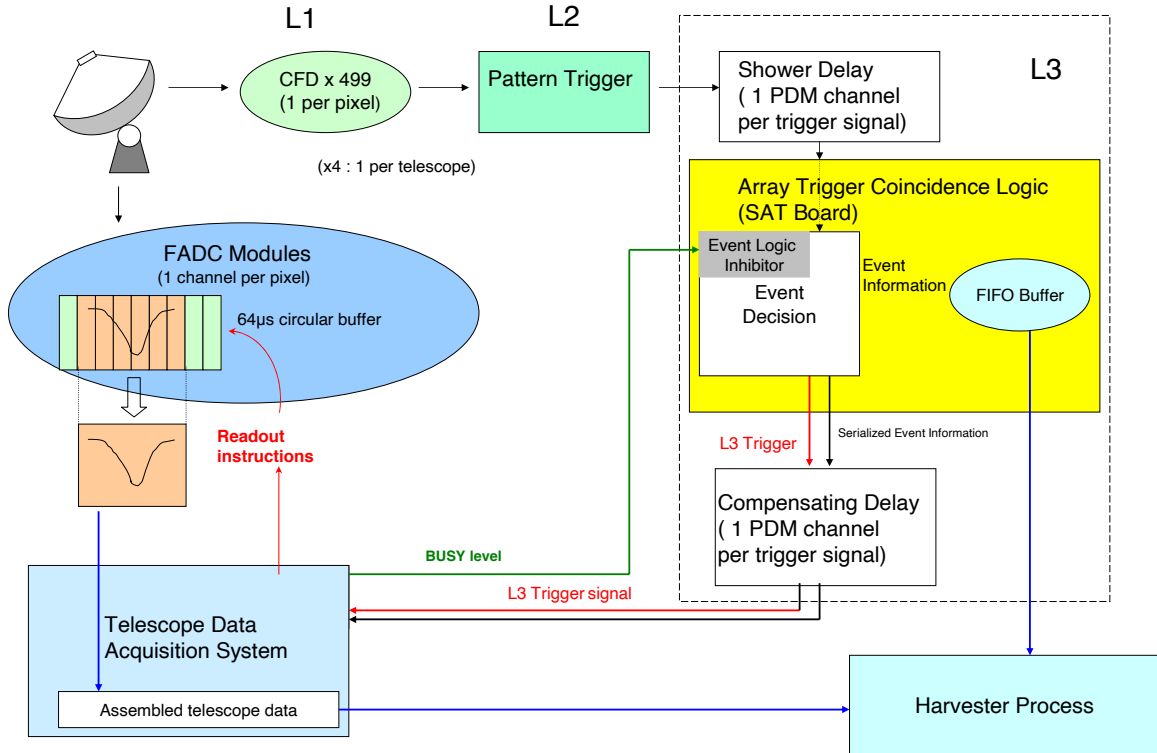 L1
L2
L3
CFD x 499
(1 per pixel)
Pattern Trigger
Shower Delay
( 1 PDM channel
per trigger signal)
(x4 : 1 per telescope)
Array Trigger Coincidence Logic
(SAT Board)
Event Logic
Inhibitor
Event
Decision
Event
Information
FIFO Buffer
FADC Modules
(1 channel per pixel)
64µs circular buffer
Readout
instructions
L3 Trigger
Serialized Event Information
Compensating Delay
( 1 PDM channel
per trigger signal)
BUSY level
L3 Trigger signal
Telescope Data
Acquisition System
Assembled telescope data
Harvester Process